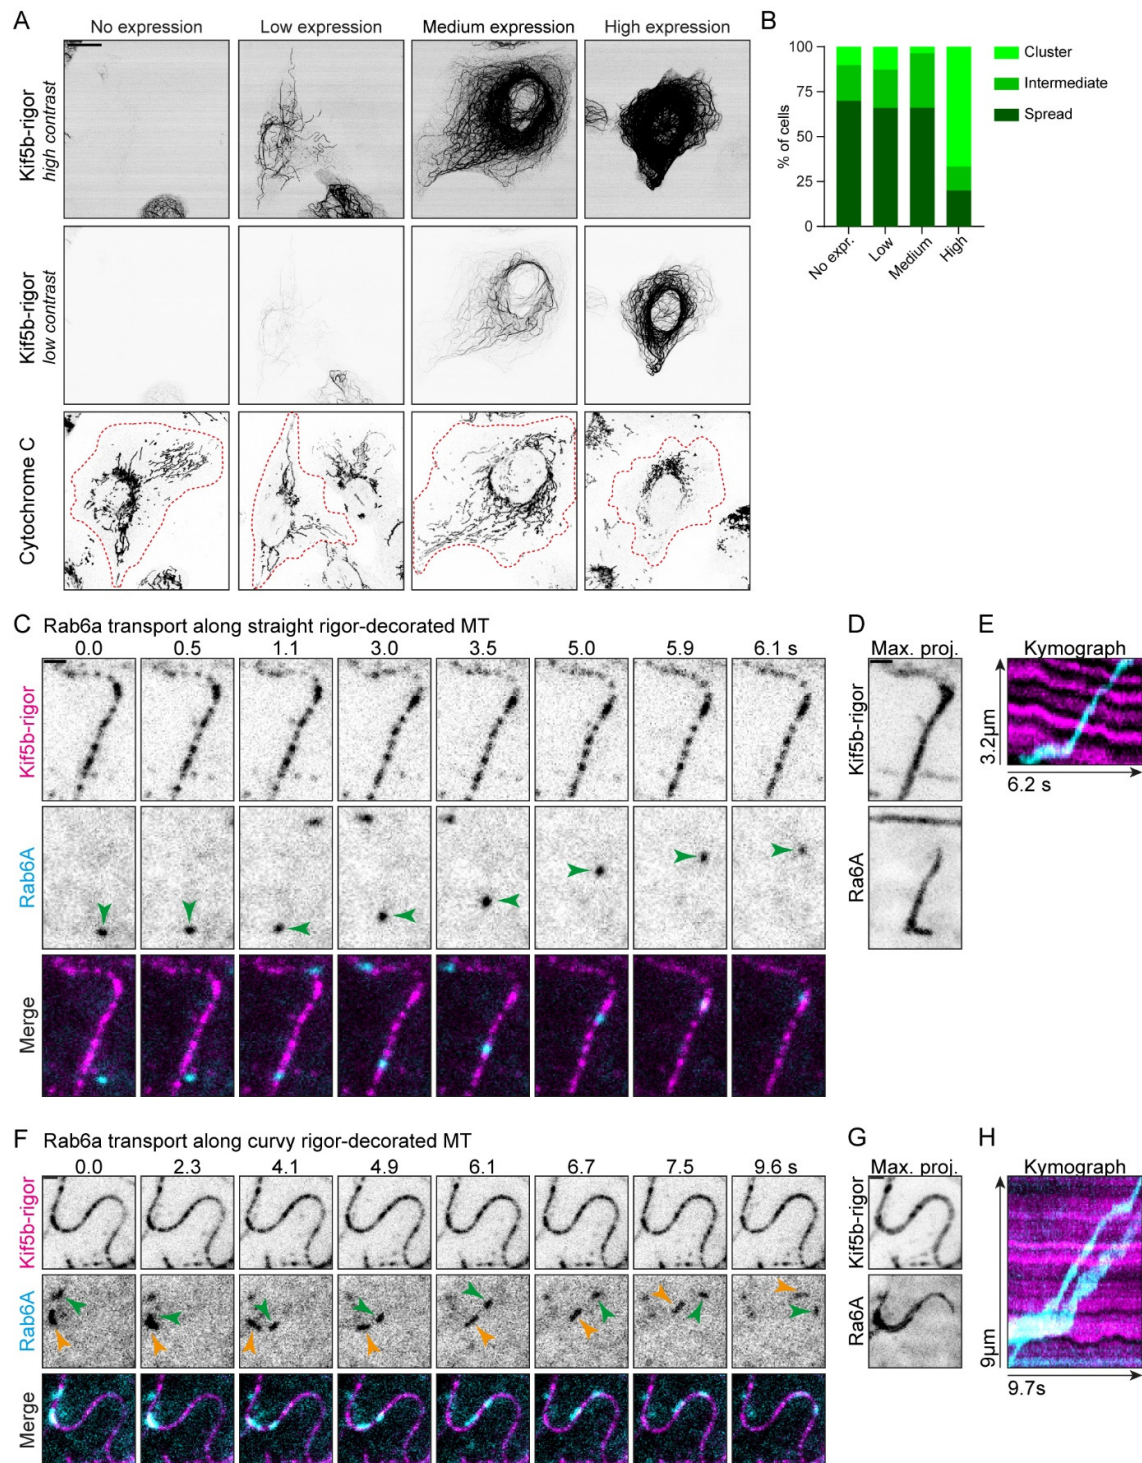 A
No expression
Low expression
Medium expression
High expression
Kif5b-rigor
high contrast
Kif5b-rigor
low contrast
Cytochrome C
B
100
75
50
25
0
% of cells
No expr.
Low
Medium
High
Cluster
Intermediate
Spread
C Rab6a transport along straight rigor-decorated MT
0.0 0.5 1.1 3.0 3.5 5.0 5.9 6.1 s
Kif5b-rigor
Rab6A
Merge
D
Max. proj.
Kif5b-rigor
Ra6A
E
Kymograph
3.2µm
6.2 s
F Rab6a transport along curvy rigor-decorated MT
0.0 2.3 4.1 4.9 6.1 6.7 7.5 9.6 s
Kif5b-rigor
Rab6A
Merge
G
Max. proj.
Kif5b-rigor
Ra6A
H
Kymograph
9µm
9.7s